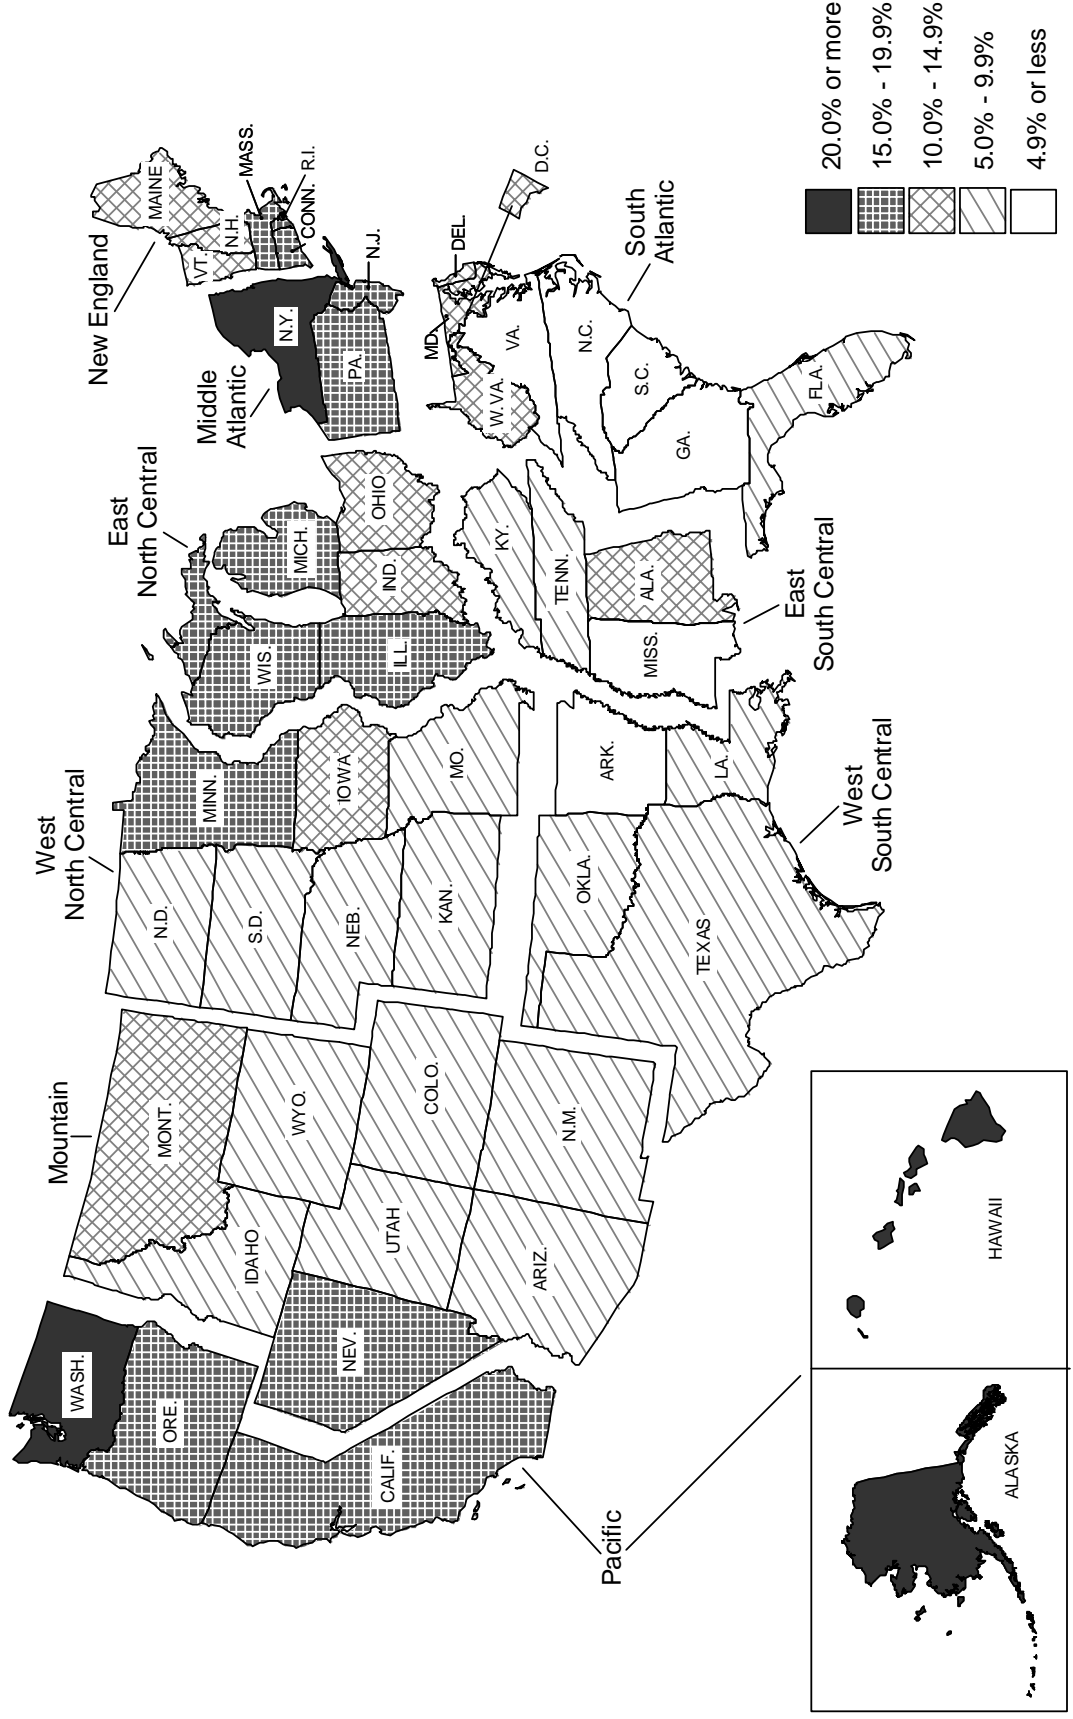 WASH.
ORE.
CALIF.
NEV.
IDAHO
MONT.
WYO.
UTAH
COLO.
ARIZ.
N.M.
N.D.
S.D.
NEB.
KAN.
MINN.
IOWA
MO.
OKLA.
TEXAS
ARK.
LA.
WIS.
ILL.
MICH.
IND.
OHIO
KY.
TENN.
MISS.
ALA.
N.Y.
PA.
N.J.
VT.
N.H.
MAINE
MASS.
R.I.
CONN.
DEL.
D.C.
MD.
W.VA.
VA.
N.C.
S.C.
GA.
FLA.
HAWAII
ALASKA
Pacific
Mountain
West
North Central
West
South Central
East
North Central
East
South Central
Middle
Atlantic
New England
South
Atlantic
20.0% or more
15.0% - 19.9%
10.0% - 14.9%
5.0% - 9.9%
4.9% or less